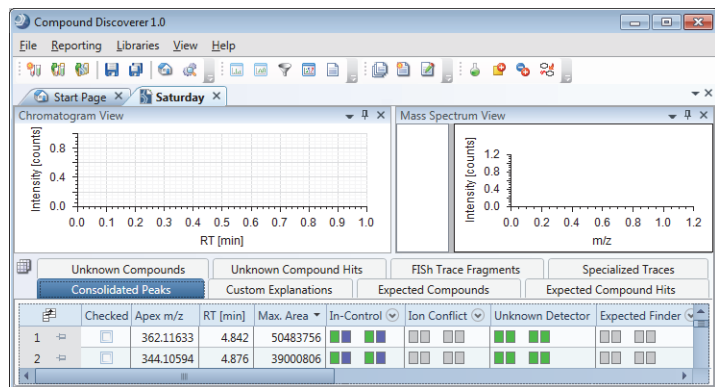 Compound Discoverer 1.0
File Reporting Libraries View Help
Start Page Saturday
Chromatogram View
Intensity [counts]
0.8
0.4
0.0
0.0 0.1 0.2 0.3 0.4 0.5 0.6 0.7 0.8 0.9 1.0
RT [min]
Mass Spectrum View
Intensity [counts]
1.2
0.8
0.4
0.0
0.0 0.2 0.4 0.6 0.8 1.0 1.2
m/z
Unknown Compounds Unknown Compound Hits FISh Trace Fragments Specialized Traces
Consolidated Peaks Custom Explanations Expected Compounds Expected Compound Hits
Checked Apex m/z RT [min] Max. Area In-Control Ion Conflict Unknown Detector Expected Finder
1 362.11633 4.842 50483756
2 344.10594 4.876 39000806